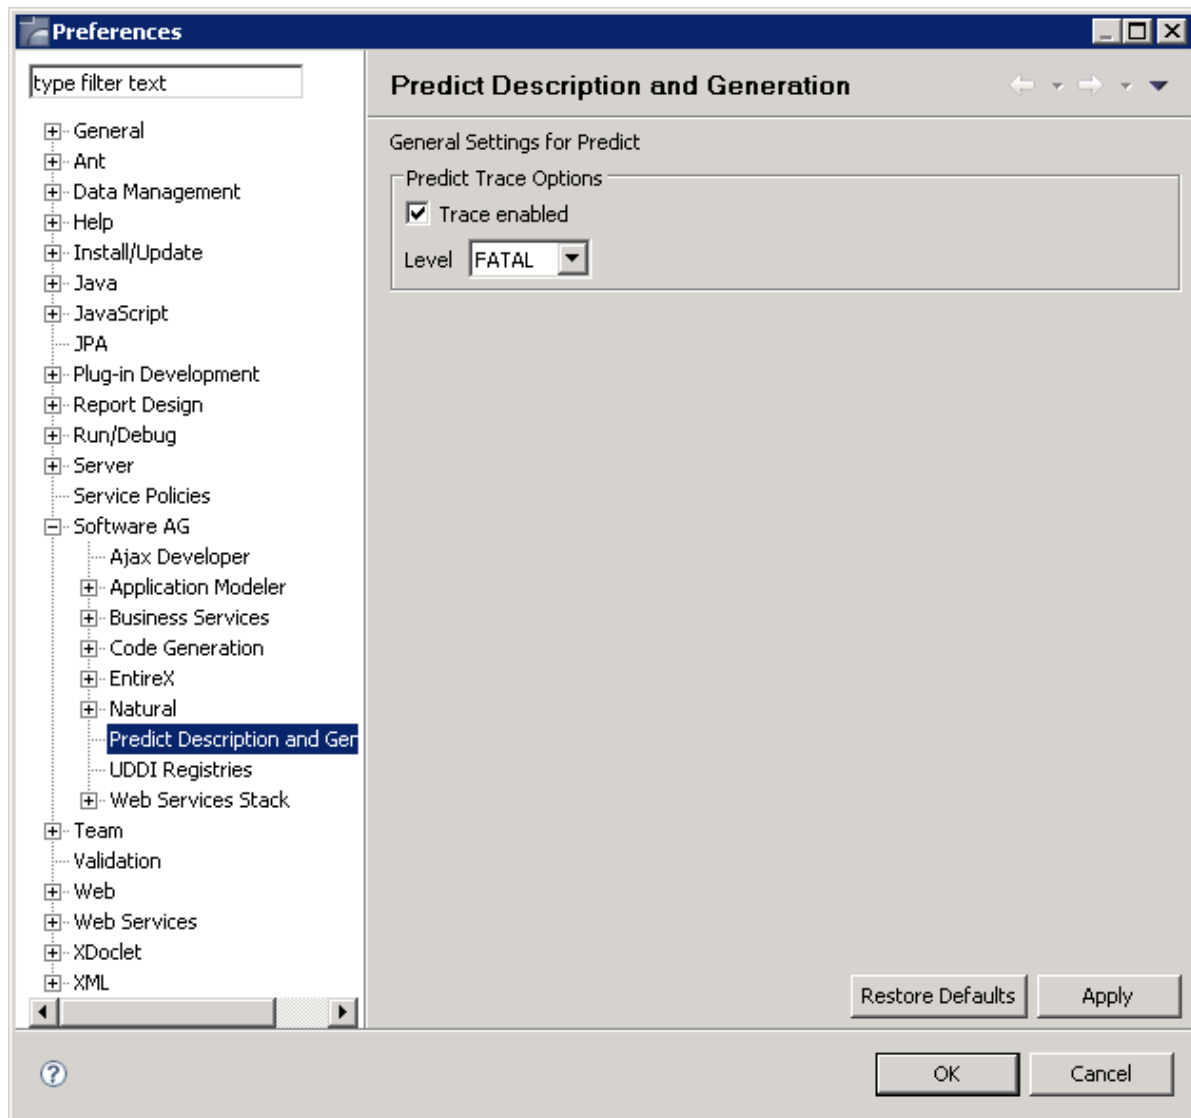 Preferences
type filter text
General
Ant
Data Management
Help
Install/Update
Java
JavaScript
JPA
Plug-in Development
Report Design
Run/Debug
Server
Service Policies
Software AG
Ajax Developer
Application Modeler
Business Services
Code Generation
EntireX
Natural
Predict Description and Gen
UDDI Registries
Web Services Stack
Team
Validation
Web
Web Services
XDoclet
XML
Predict Description and Generation
General Settings for Predict
Predict Trace Options
Trace enabled
Level FATAL
Restore Defaults Apply
OK Cancel